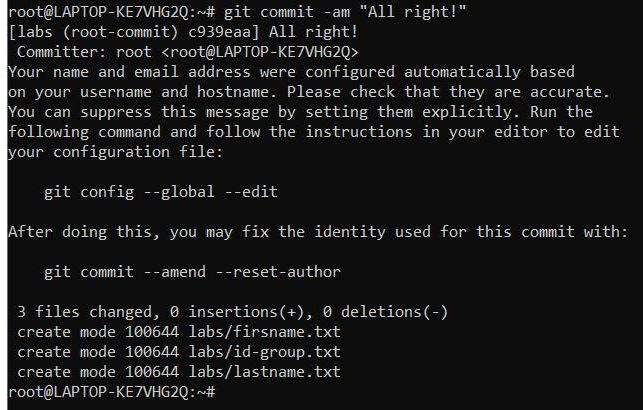 root@LAPTOP-KE7VHG2Q:~# git commit -am "All right!"
[labs (root-commit) c939eaa] All right!
 Committer: root <root@LAPTOP-KE7VHG2Q>
Your name and email address were configured automatically based
on your username and hostname. Please check that they are accurate.
You can suppress this message by setting them explicitly. Run the
following command and follow the instructions in your editor to edit
your configuration file:

    git config --global --edit

After doing this, you may fix the identity used for this commit with:

    git commit --amend --reset-author

 3 files changed, 0 insertions(+), 0 deletions(-)
 create mode 100644 labs/firsname.txt
 create mode 100644 labs/id-group.txt
 create mode 100644 labs/lastname.txt
root@LAPTOP-KE7VHG2Q:~#